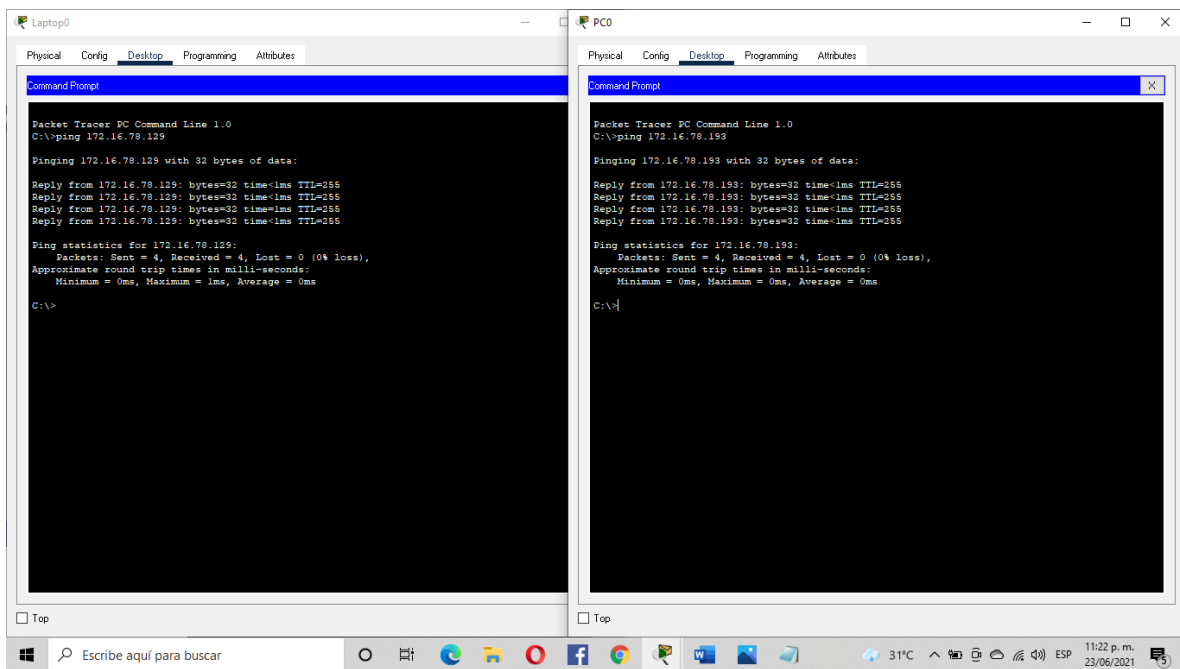 Laptop0
Physical Config Desktop Programming Attributes
Command Prompt
Packet Tracer PC Command Line 1.0
C:\>ping 172.16.78.129
Pinging 172.16.78.129 with 32 bytes of data:
Reply from 172.16.78.129: bytes=32 time<1ms TTL=255
Reply from 172.16.78.129: bytes=32 time<1ms TTL=255
Reply from 172.16.78.129: bytes=32 time=1ms TTL=255
Reply from 172.16.78.129: bytes=32 time<1ms TTL=255
Ping statistics for 172.16.78.129:
Packets: Sent = 4, Received = 4, Lost = 0 (0% loss),
Approximate round trip times in milli-seconds:
Minimum = 0ms, Maximum = 1ms, Average = 0ms
C:\>
Top
PC0
Physical Config Desktop Programming Attributes
Command Prompt
X
Packet Tracer PC Command Line 1.0
C:\>ping 172.16.78.193
Pinging 172.16.78.193 with 32 bytes of data:
Reply from 172.16.78.193: bytes=32 time<1ms TTL=255
Reply from 172.16.78.193: bytes=32 time<1ms TTL=255
Reply from 172.16.78.193: bytes=32 time<1ms TTL=255
Reply from 172.16.78.193: bytes=32 time<1ms TTL=255
Ping statistics for 172.16.78.193:
Packets: Sent = 4, Received = 4, Lost = 0 (0% loss),
Approximate round trip times in milli-seconds:
Minimum = 0ms, Maximum = 0ms, Average = 0ms
C:\>
Top
Escribe aquí para buscar
31°C
ESP
11:22 p. m.
23/06/2021
5